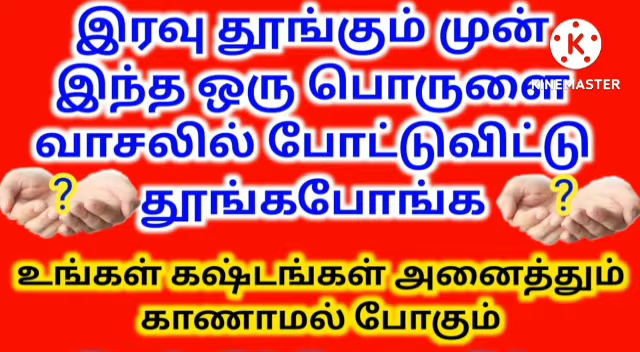 இரவு தூங்கும் முன்
இந்த ஒரு பொருளை
KINEMASTER
வாசலில் போட்டுவிட்டு
? தூங்கபோங்க ?
உங்கள் கஷ்டங்கள் அனைத்தும்
காணாமல் போகும்